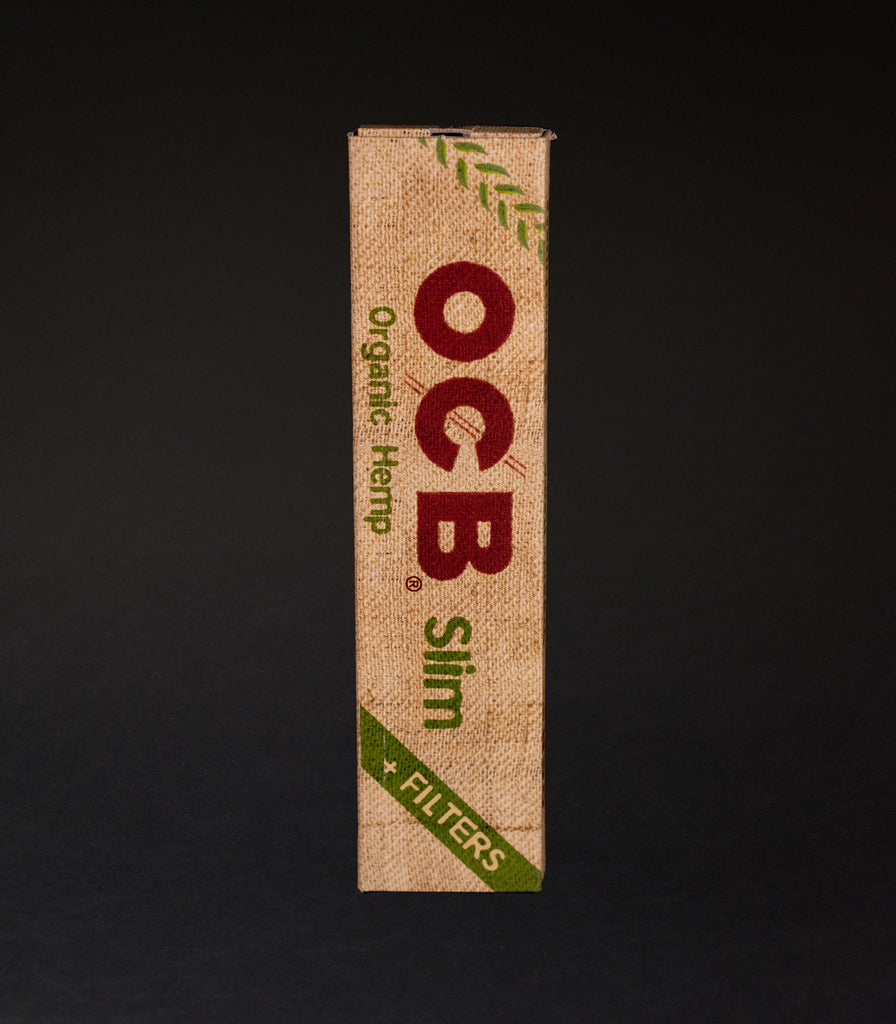 OCB® Slim
Organic Hemp
+ FILTERS